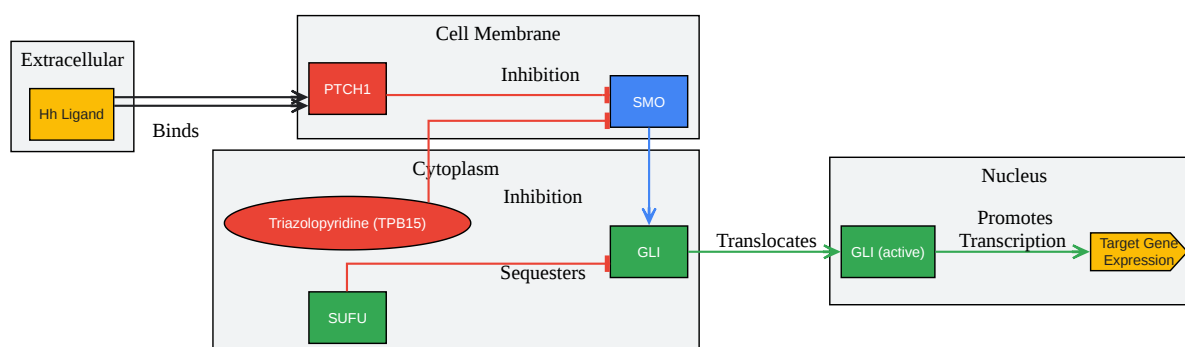 Cell Membrane
Extracellular
Inhibition
PTCH1
SMO
Hh Ligand
Binds
Cytoplasm
Nucleus
Inhibition
Triazolopyridine (TPB15)
Promotes
Transcription
Translocates
GLI
GLI (active)
Target Gene
Expression
Sequesters
SUFU